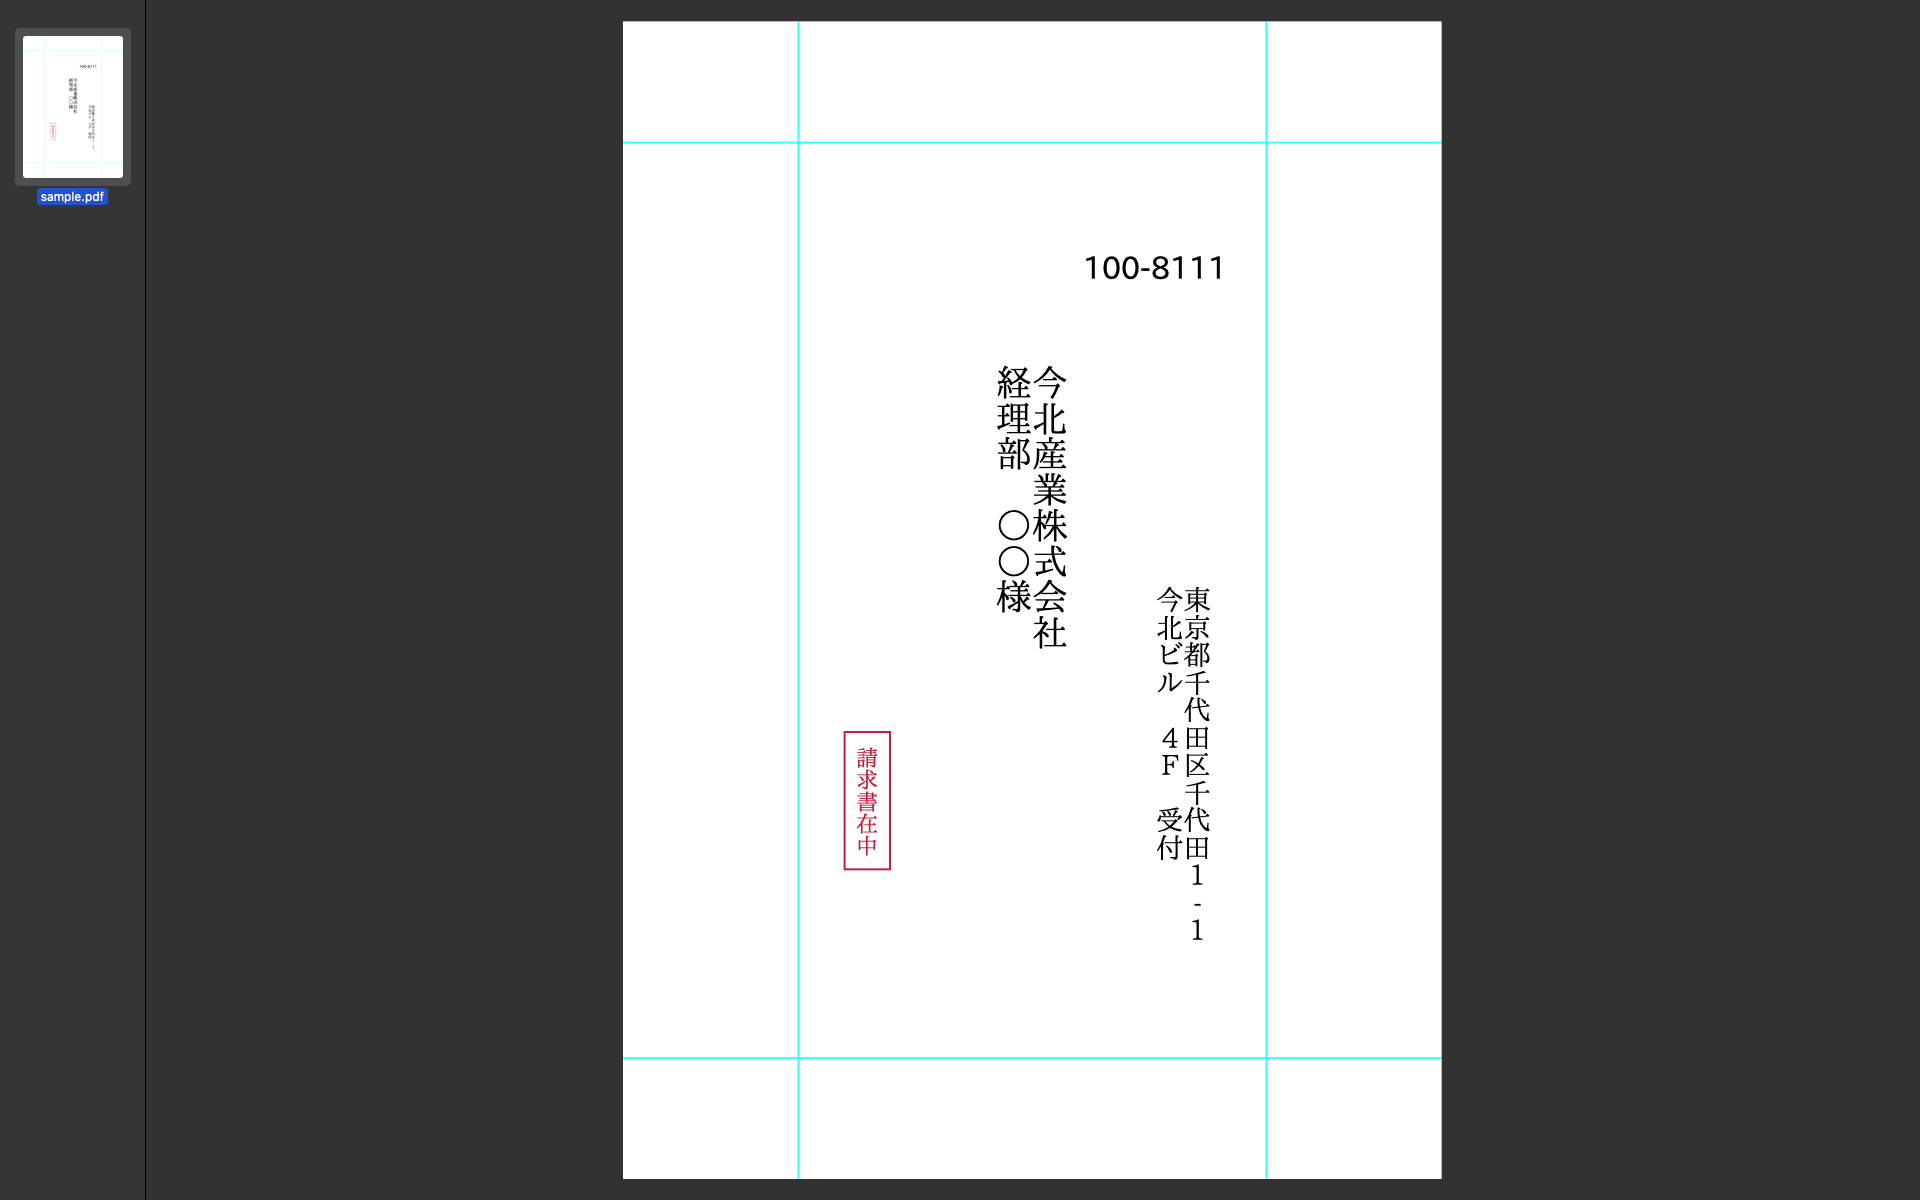 sample.pdf
100-8111
東京都千代田区千代田1-1
今北ビル　4F　受付
今北産業株式会社
経理部　〇〇様
請求書在中